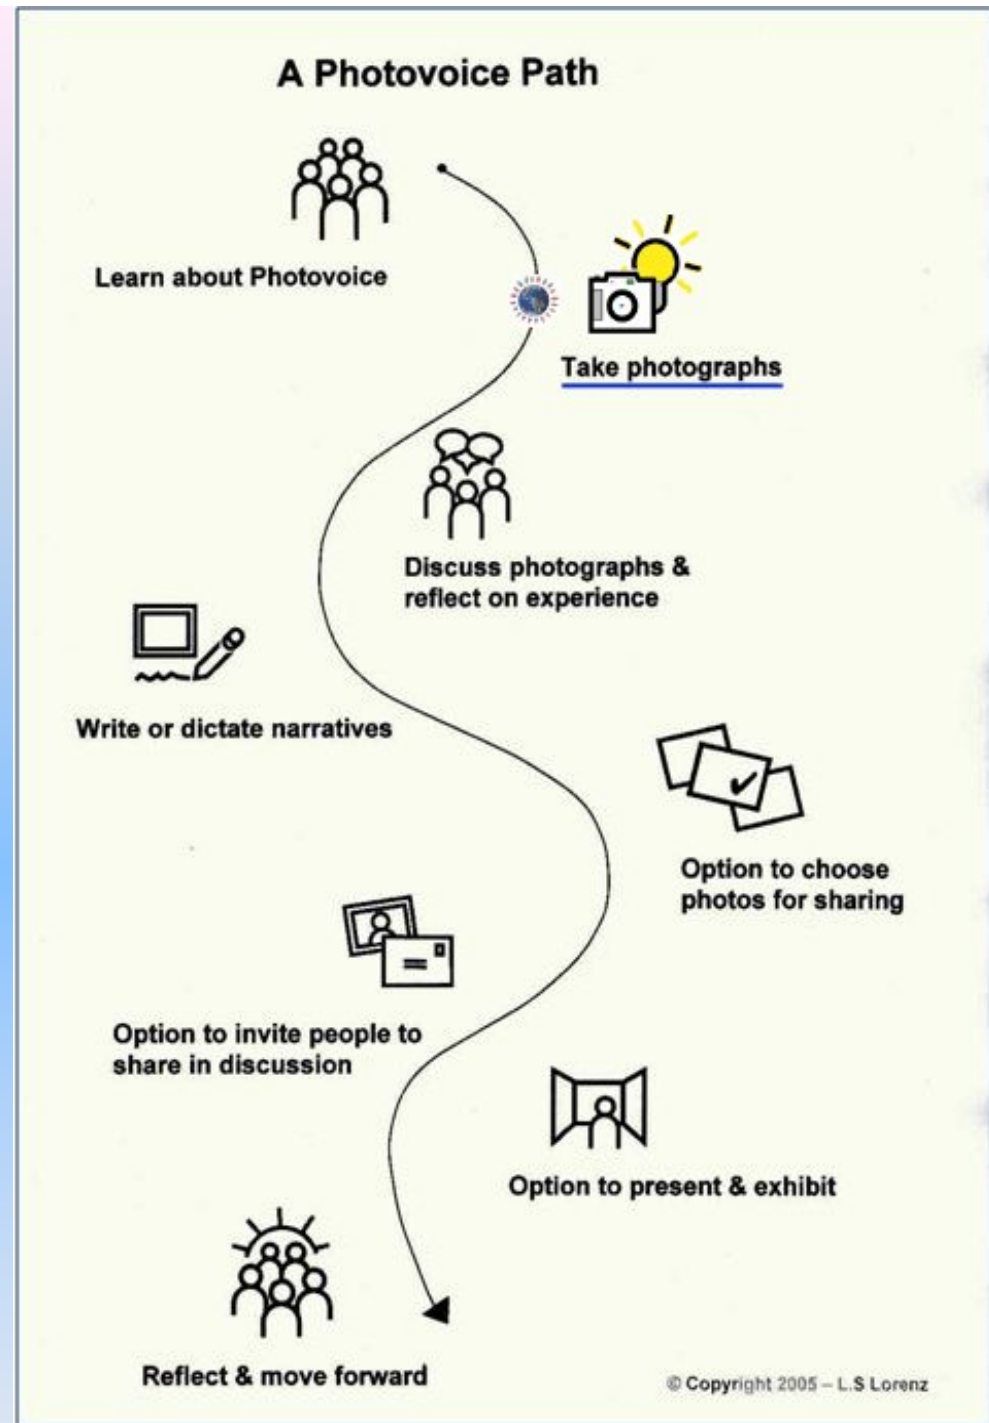 A Photovoice Path
Learn about Photovoice
Take photographs
Discuss photographs &
reflect on experience
Write or dictate narratives
Option to choose
photos for sharing
Option to invite people to
share in discussion
Option to present & exhibit
Reflect & move forward
© Copyright 2005 – L.S Lorenz